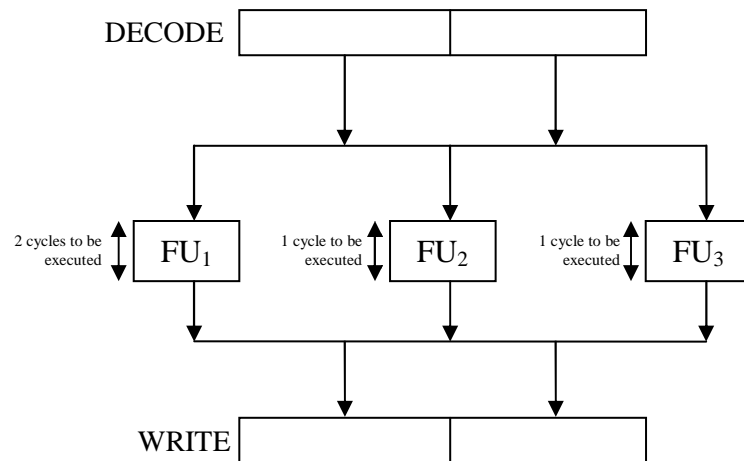 DECODE
2 cycles to be
executed
FU₁
1 cycle to be
executed
FU₂
1 cycle to be
executed
FU₃
WRITE